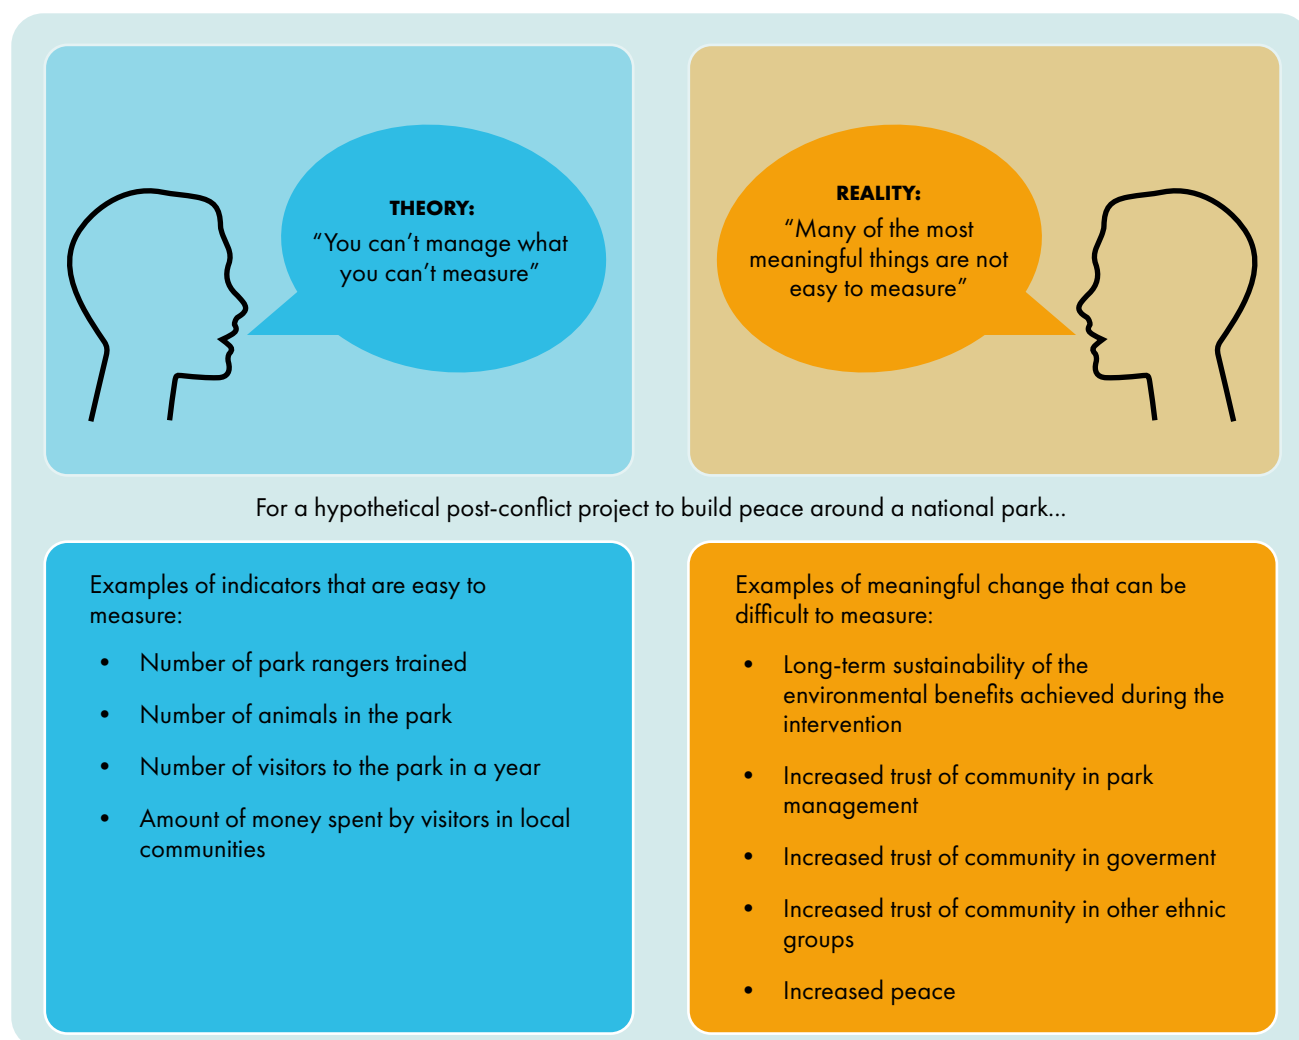 THEORY:
“You can’t manage what
you can’t measure”
REALITY:
“Many of the most
meaningful things are not
easy to measure”
For a hypothetical post-conflict project to build peace around a national park...
Examples of indicators that are easy to
measure:
• Number of park rangers trained
• Number of animals in the park
• Number of visitors to the park in a year
• Amount of money spent by visitors in local
communities
Examples of meaningful change that can be
difficult to measure:
• Long-term sustainability of the
environmental benefits achieved during the
intervention
• Increased trust of community in park
management
• Increased trust of community in goverment
• Increased trust of community in other ethnic
groups
• Increased peace